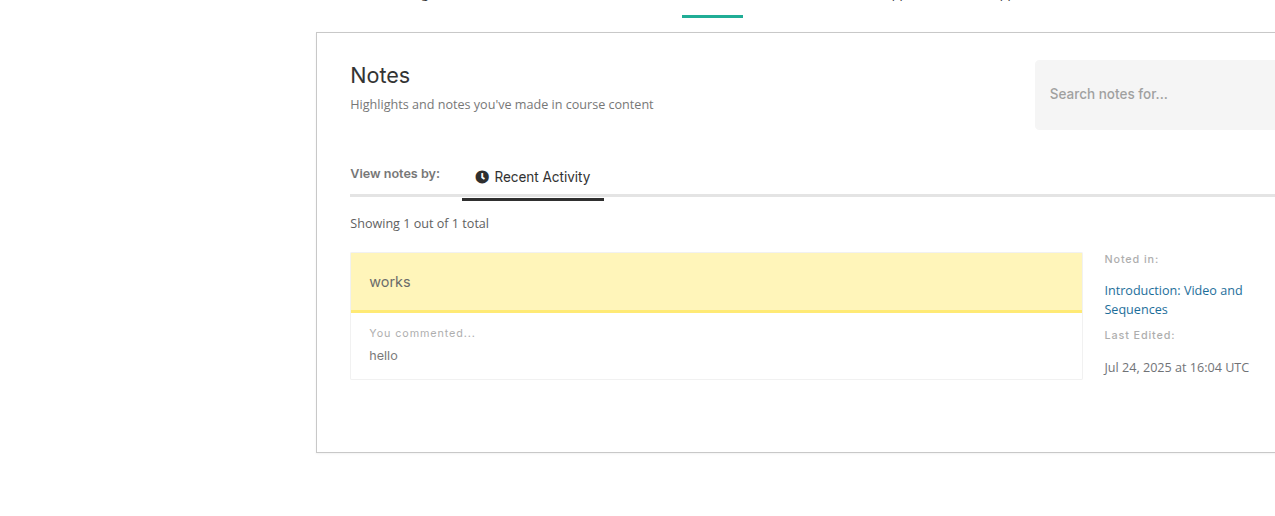 Notes
Highlights and notes you've made in course content
Search notes for...
View notes by:
Recent Activity
Showing 1 out of 1 total
works
You commented...
hello
Noted in:
Introduction: Video and
Sequences
Last Edited:
Jul 24, 2025 at 16:04 UTC